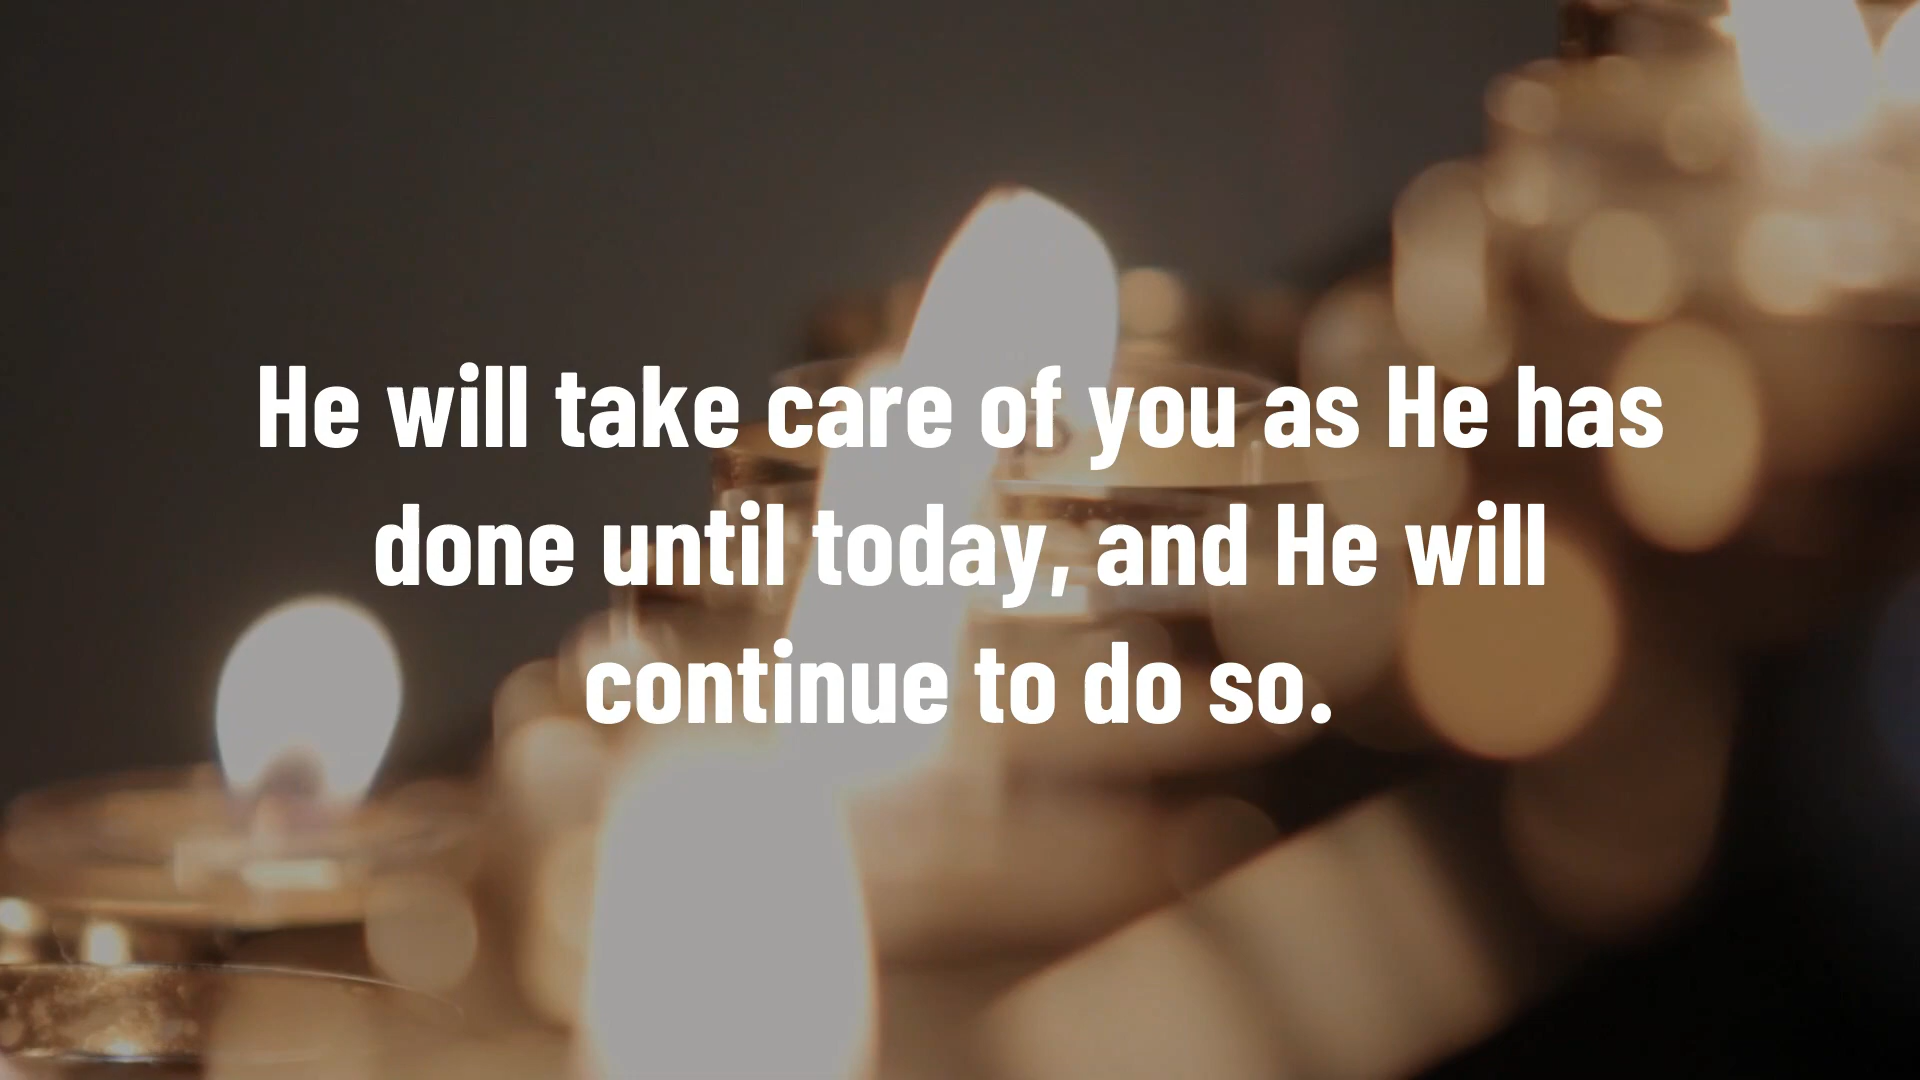 He will take care of you as He has
done until today, and He will
continue to do so.